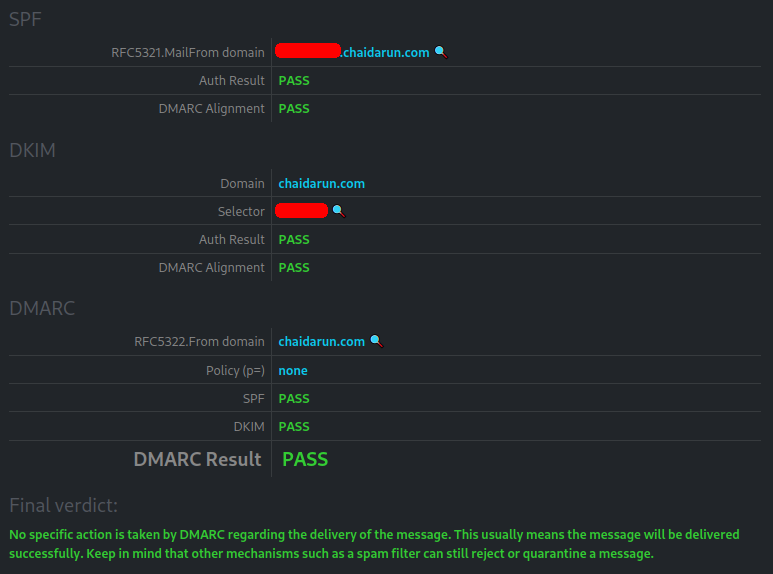 SPF
RFC5321.MailFrom domain .chaidarun.com
Auth Result PASS
DMARC Alignment PASS
DKIM
Domain chaidarun.com
Selector
Auth Result PASS
DMARC Alignment PASS
DMARC
RFC5322.From domain chaidarun.com
Policy (p=) none
SPF PASS
DKIM PASS
DMARC Result PASS
Final verdict:
No specific action is taken by DMARC regarding the delivery of the message. This usually means the message will be delivered
successfully. Keep in mind that other mechanisms such as a spam filter can still reject or quarantine a message.